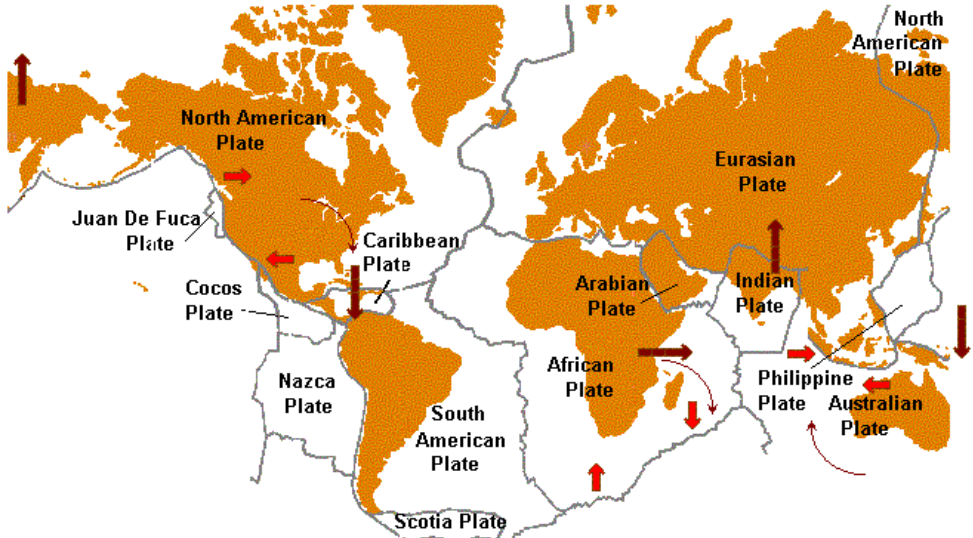 North
American
Plate
North American
Plate
Eurasian
Plate
Juan De Fuca
Plate
Caribbean
Plate
Cocos
Plate
Arabian
Plate
Indian
Plate
African
Plate
Nazca
Plate
Philippine
Plate
South
American
Plate
Australian
Plate
Scotia Plate